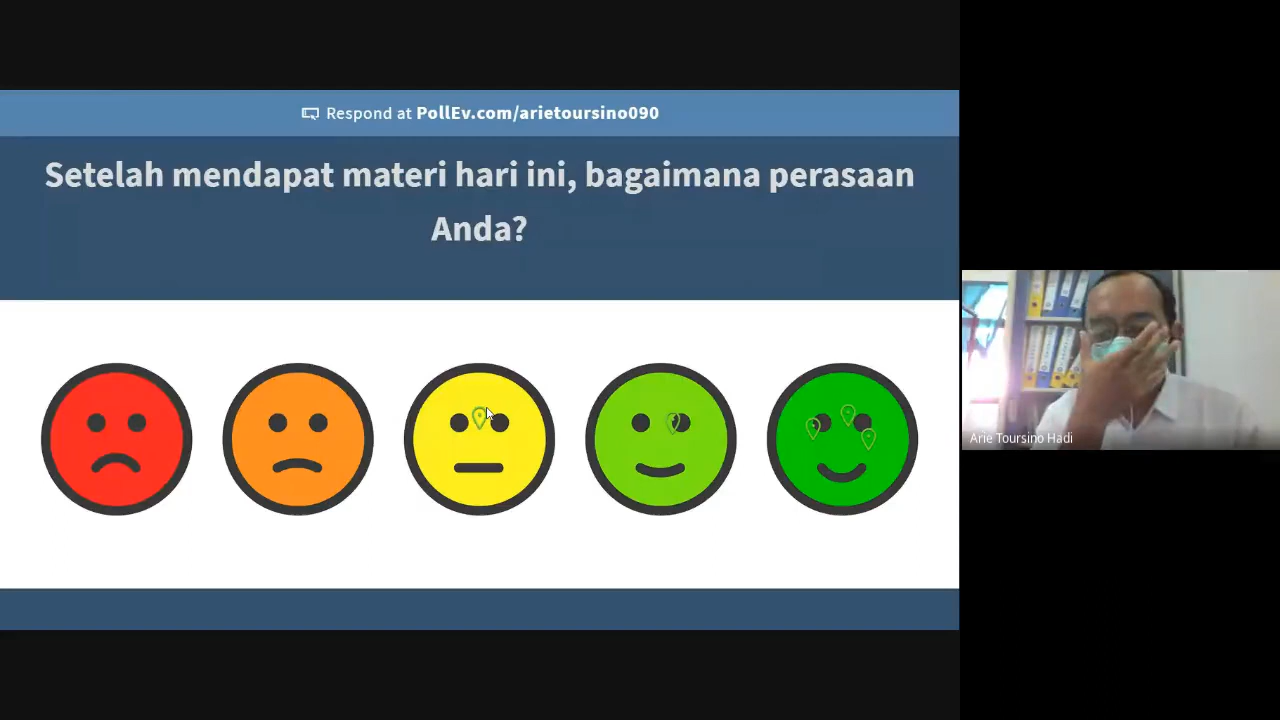 Respond at PollEv.com/arietoursino090
Setelah mendapat materi hari ini, bagaimana perasaan
Anda?
Arie Toursino Hadi